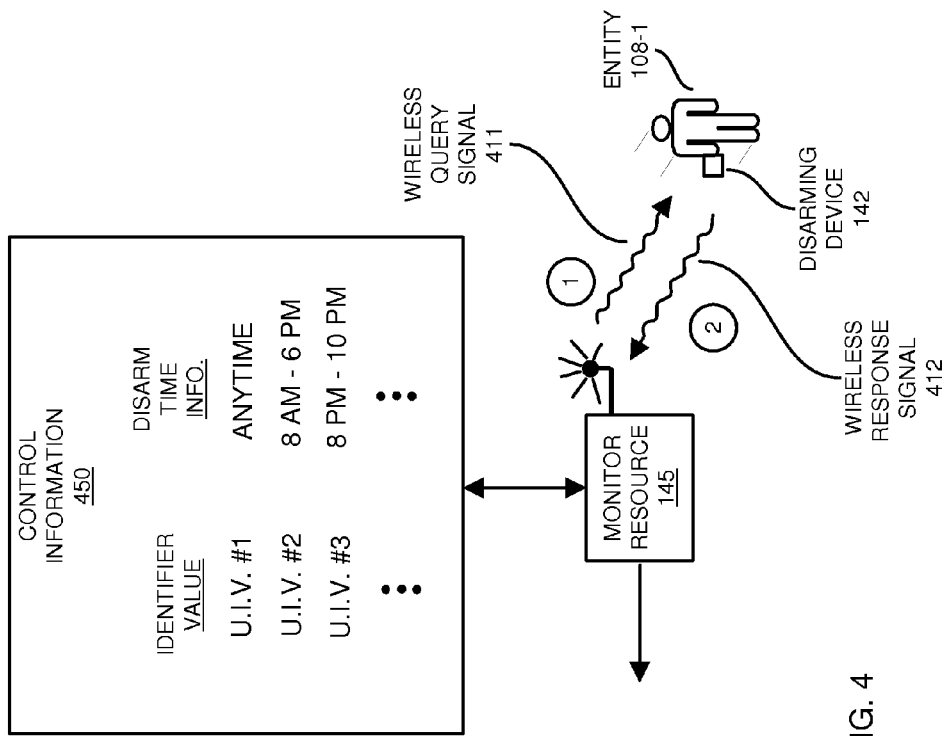 CONTROL
INFORMATION
450
IDENTIFIER
VALUE
DISARM
TIME
INFO.
U.I.V. #1
ANYTIME
U.I.V. #2
8 AM - 6 PM
U.I.V. #3
8 PM - 10 PM
MONITOR
RESOURCE
145
WIRELESS
QUERY
SIGNAL
411
1
2
ENTITY
108-1
DISARMING
DEVICE
142
WIRELESS
RESPONSE
SIGNAL
412
IG. 4